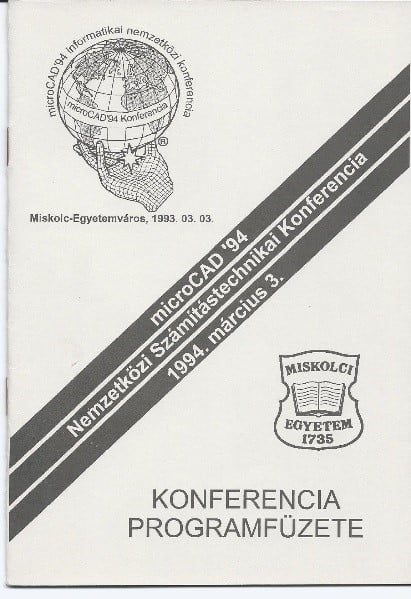 microCAD'94 informatikai nemzetközi konferencia
microCAD'94 Konferencia
®
Miskolc-Egyetemváros, 1993. 03. 03.
microCAD '94
Nemzetközi Számítástechnikai Konferencia
1994. március 3.
MISKOLCI
EGYETEM
1735
KONFERENCIA
PROGRAMFÜZETE